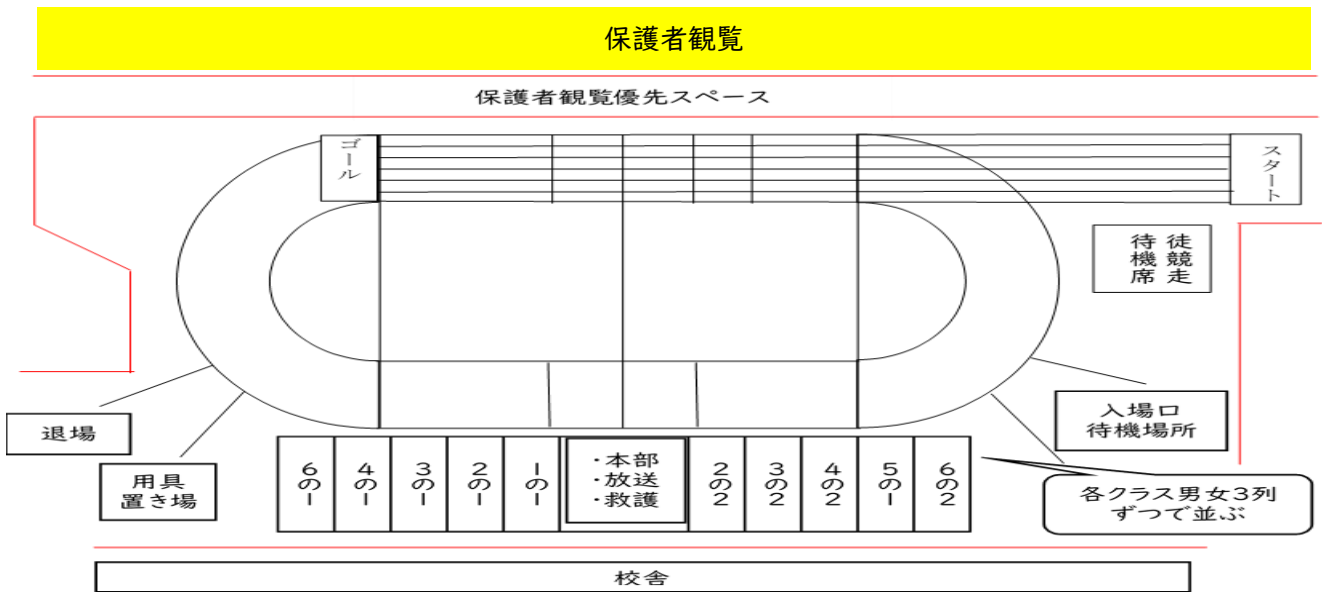 保護者観覧
保護者観覧優先スペース
ゴール
スタート
徒競走
待機席
退場
用具
置き場
入場口
待機場所
6の1
4の1
3の1
2の1
1の1
・本部
・放送
・救護
2の2
3の2
4の2
5の1
6の2
各クラス男女3列
ずつで並ぶ
校舎